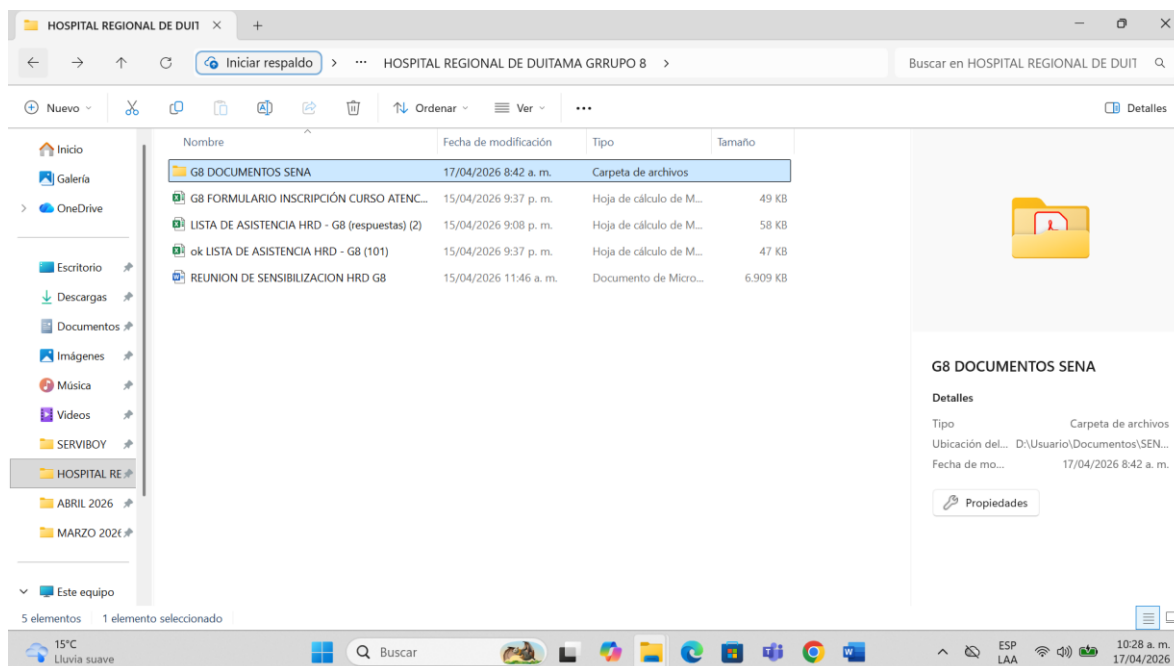 HOSPITAL REGIONAL DE DUIT
Iniciar respaldo > ··· HOSPITAL REGIONAL DE DUITAMA GRRUPO 8 >
Buscar en HOSPITAL REGIONAL DE DUIT
Nuevo
Ordenar
Ver
···
Detalles
Inicio
Galería
OneDrive
Escritorio
Descargas
Documentos
Imágenes
Música
Videos
SERVIBOY
HOSPITAL RE
ABRIL 2026
MARZO 2026
Este equipo
Nombre Fecha de modificación Tipo Tamaño
G8 DOCUMENTOS SENA 17/04/2026 8:42 a. m. Carpeta de archivos
G8 FORMULARIO INSCRIPCIÓN CURSO ATENC... 15/04/2026 9:37 p. m. Hoja de cálculo de M... 49 KB
LISTA DE ASISTENCIA HRD - G8 (respuestas) (2) 15/04/2026 9:08 p. m. Hoja de cálculo de M... 58 KB
ok LISTA DE ASISTENCIA HRD - G8 (101) 15/04/2026 9:37 p. m. Hoja de cálculo de M... 47 KB
REUNION DE SENSIBILIZACION HRD G8 15/04/2026 11:46 a. m. Documento de Micro... 6.909 KB
G8 DOCUMENTOS SENA
Detalles
Tipo Carpeta de archivos
Ubicación del... D:\Usuario\Documentos\SEN...
Fecha de mo... 17/04/2026 8:42 a. m.
Propiedades
5 elementos 1 elemento seleccionado
15°C
Lluvia suave
Buscar
ESP
LAA
10:28 a. m.
17/04/2026